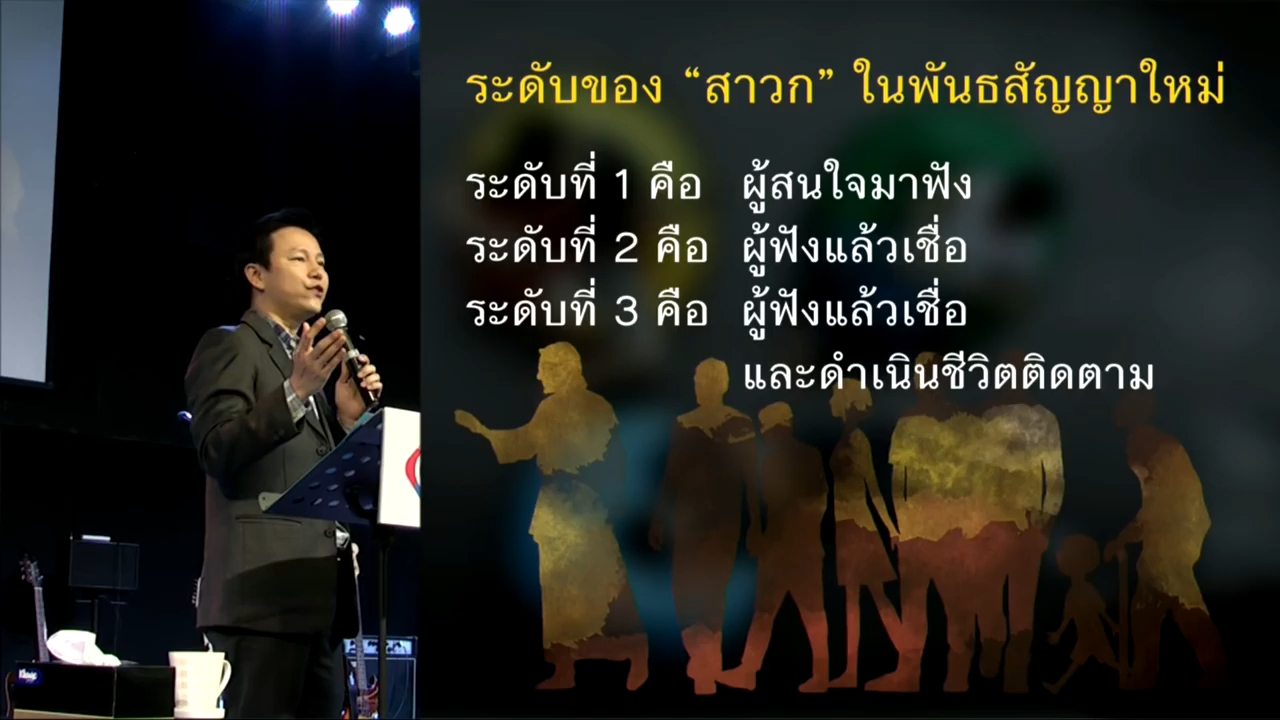 ระดับของ “สาวก” ในพันธสัญญาใหม่
ระดับที่ 1 คือ ผู้สนใจมาฟัง
ระดับที่ 2 คือ ผู้ฟังแล้วเชื่อ
ระดับที่ 3 คือ ผู้ฟังแล้วเชื่อ
และดำเนินชีวิตติดตาม